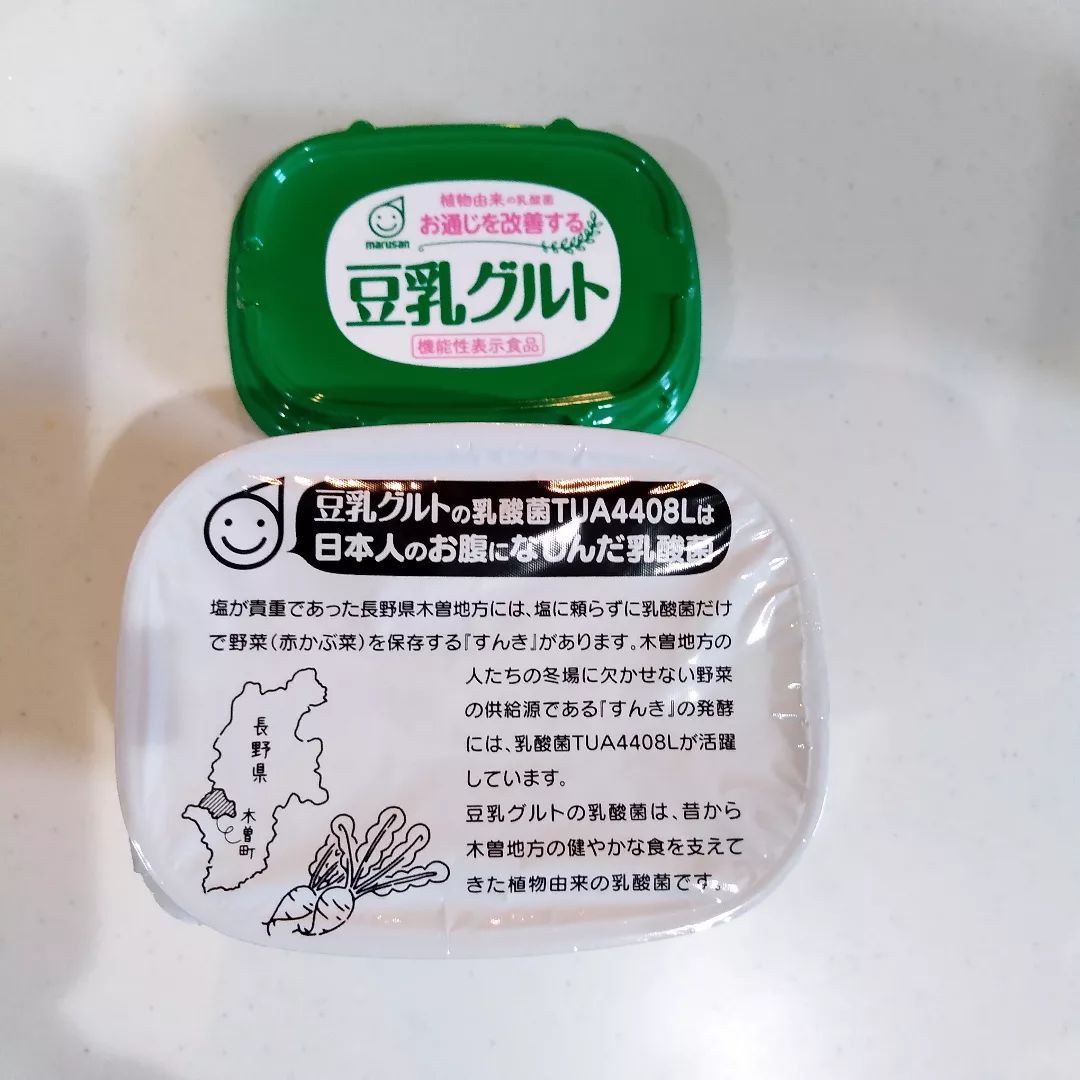 植物由来の乳酸菌
お通じを改善する
marusan
豆乳グルト
機能性表示食品
豆乳グルトの乳酸菌TUA4408Lは
日本人のお腹になじんだ乳酸菌
塩が貴重であった長野県木曽地方には、塩に頼らずに乳酸菌だけ
で野菜(赤かぶ菜)を保存する『すんき』があります。木曽地方の
人たちの冬場に欠かせない野菜
の供給源である『すんき』の発酵
には、乳酸菌TUA4408Lが活躍
しています。
豆乳グルトの乳酸菌は、昔から
木曽地方の健やかな食を支えて
きた植物由来の乳酸菌です。
長野県
木曽町